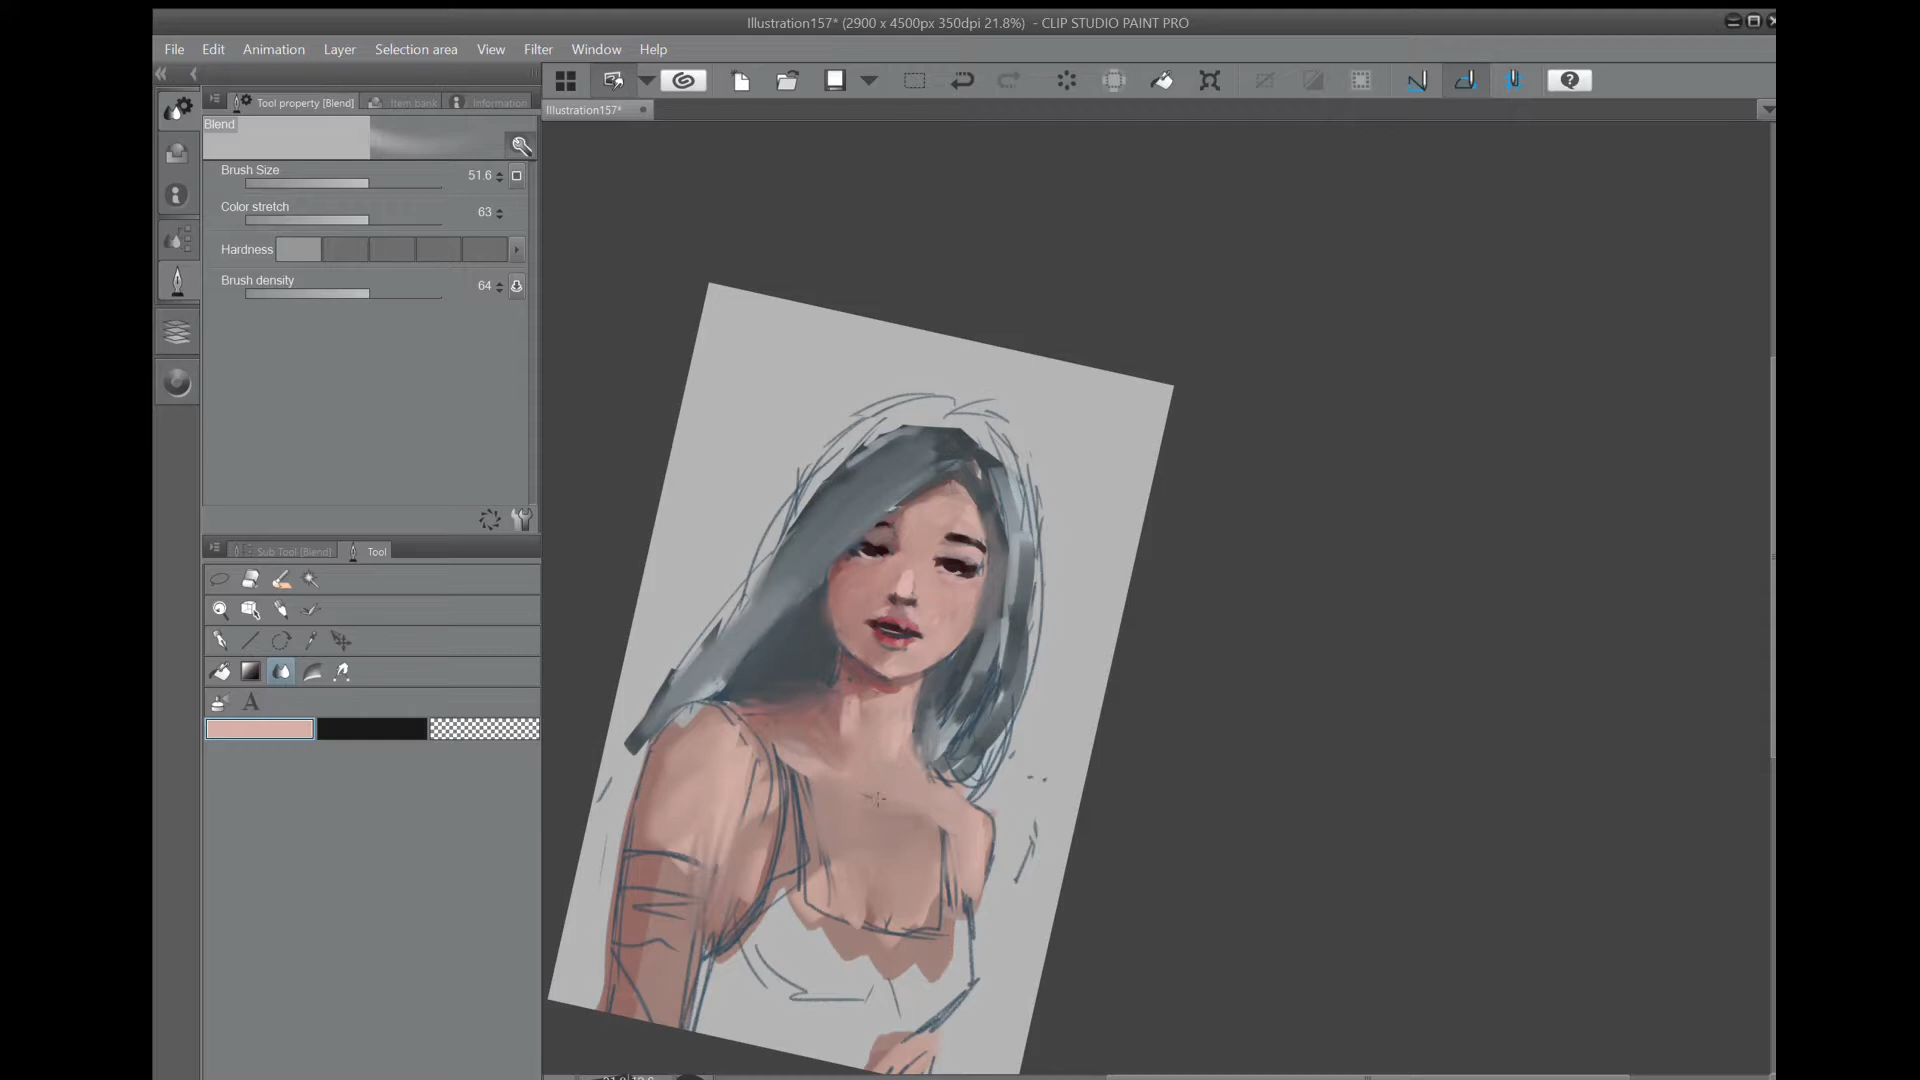 Illustration157* (2900 x 4500px 350dpi 21.8%) - CLIP STUDIO PAINT PRO
File Edit Animation Layer Selection area View Filter Window Help
Tool property [Blend] Item bank Information
Illustration157*
Blend
Brush Size 51.6
Color stretch 63
Hardness
Brush density 64
Sub Tool [Blend] Tool
A